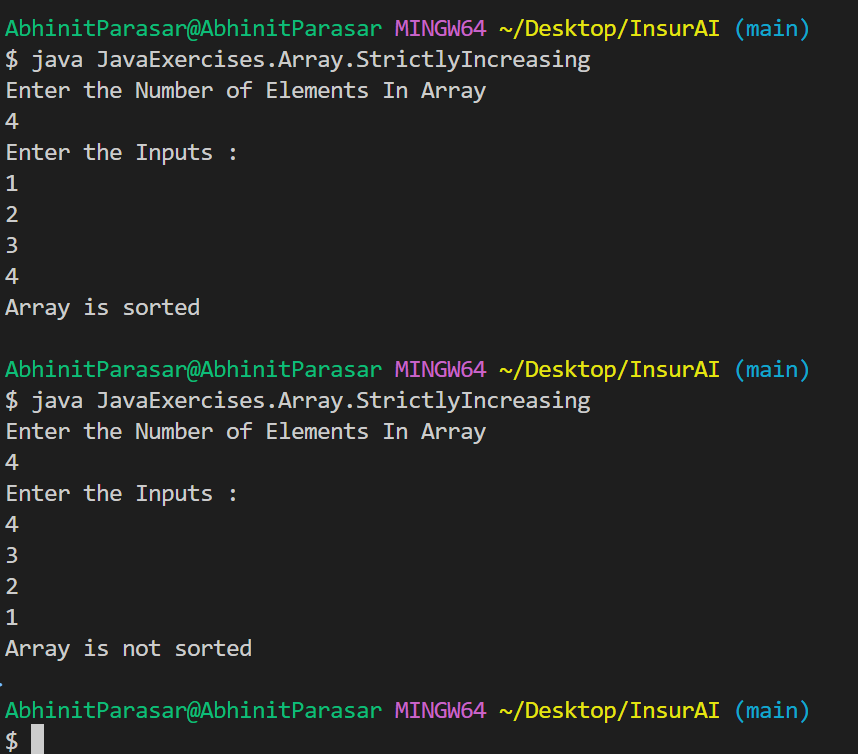 AbhinitParasar@AbhinitParasar MINGW64 ~/Desktop/InsurAI (main)
$ java JavaExercises.Array.StrictlyIncreasing
Enter the Number of Elements In Array
4
Enter the Inputs :
1
2
3
4
Array is sorted
AbhinitParasar@AbhinitParasar MINGW64 ~/Desktop/InsurAI (main)
$ java JavaExercises.Array.StrictlyIncreasing
Enter the Number of Elements In Array
4
Enter the Inputs :
4
3
2
1
Array is not sorted
AbhinitParasar@AbhinitParasar MINGW64 ~/Desktop/InsurAI (main)
$